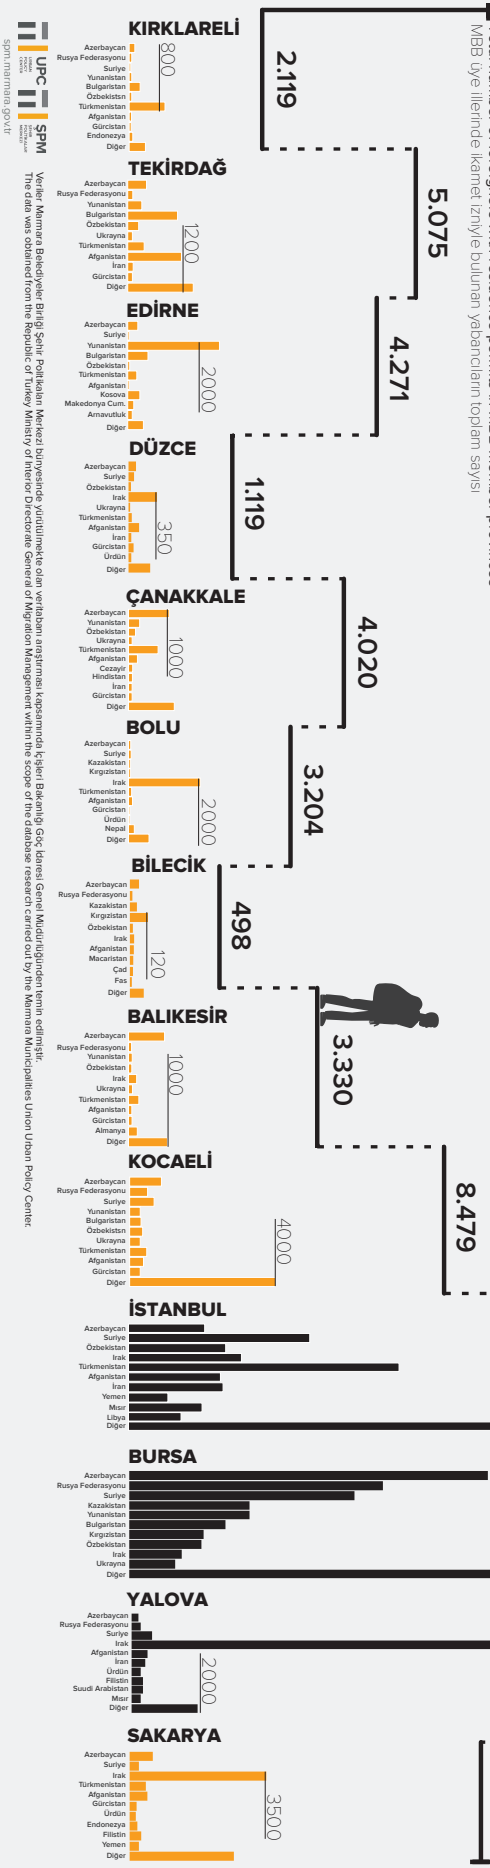 MBB üye illerinde ikamet izniyle bulunan yabancıların toplam sayısı
KIRKLARELİ
2.119
800
Azerbaycan
Rusya Federasyonu
Suriye
Yunanistan
Bulgaristan
Özbekistsn
Türkmenistan
Afganistan
Gürcistan
Endonezya
Diğer
TEKİRDAĞ
5.075
1200
Azerbaycan
Rusya Federasyonu
Yunanistan
Bulgaristan
Özbekistan
Ukrayna
Türkmenistan
Afganistan
İran
Gürcistan
Diğer
EDİRNE
4.271
2000
Azerbaycan
Suriye
Yunanistan
Bulgaristan
Özbekistan
Türkmenistan
Afganistan
Kosova
Makedonya Cum.
Arnavutluk
Diğer
DÜZCE
1.119
350
Azerbaycan
Suriye
Özbekistan
Irak
Ukrayna
Türkmenistan
Afganistan
İran
Gürcistan
Ürdün
Diğer
ÇANAKKALE
4.020
1000
Azerbaycan
Yunanistan
Özbekistan
Ukrayna
Türkmenistan
Afganistan
Cezayir
Hindistan
İran
Gürcistan
Diğer
BOLU
3.204
2000
Azerbaycan
Suriye
Kazakistan
Kırgızistan
Irak
Türkmenistan
Afganistan
Gürcistan
Ürdün
Nepal
Diğer
BİLECİK
498
120
Azerbaycan
Rusya Federasyonu
Kazakistan
Kırgızistan
Özbekistan
Irak
Afganistan
Macaristan
Çad
Fas
Diğer
BALIKESİR
3.330
1000
Azerbaycan
Rusya Federasyonu
Yunanistan
Özbekistan
Irak
Ukrayna
Türkmenistan
Afganistan
Gürcistan
Almanya
Diğer
KOCAELİ
8.479
4000
Azerbaycan
Rusya Federasyonu
Suriye
Yunanistan
Bulgaristan
Özbekistsn
Ukrayna
Türkmenistan
Afganistan
Gürcistan
Diğer
İSTANBUL
Azerbaycan
Suriye
Özbekistan
Irak
Türkmenistan
Afganistan
İran
Yemen
Mısır
Libya
Diğer
BURSA
Azerbaycan
Rusya Federasyonu
Suriye
Kazakistan
Yunanistan
Bulgaristan
Kırgızistan
Özbekistan
Irak
Ukrayna
Diğer
YALOVA
2000
Azerbaycan
Rusya Federasyonu
Suriye
Irak
Afganistan
İran
Ürdün
Filistin
Suudi Arabistan
Mısır
Diğer
SAKARYA
3500
Azerbaycan
Suriye
Irak
Türkmenistan
Afganistan
Gürcistan
Ürdün
Endonezya
Filistin
Yemen
Diğer
UPC
URBAN
POLICY
CENTER
ŞPM
ŞEHİR
POLİTİKALARI
MERKEZİ
spm.marmara.gov.tr
Veriler Marmara Belediyeler Birliği Şehir Politikaları Merkezi bünyesinde yürütülmekte olan veritabanı araştırması kapsamında İçişleri Bakanlığı Göç İdaresi Genel Müdürlüğünden temin edilmiştir.
The data was obtained from the Republic of Turkey Ministry of Interior Directorate General of Migration Management within the scope of the database research carried out by the Marmara Municipalities Union Urban Policy Center.